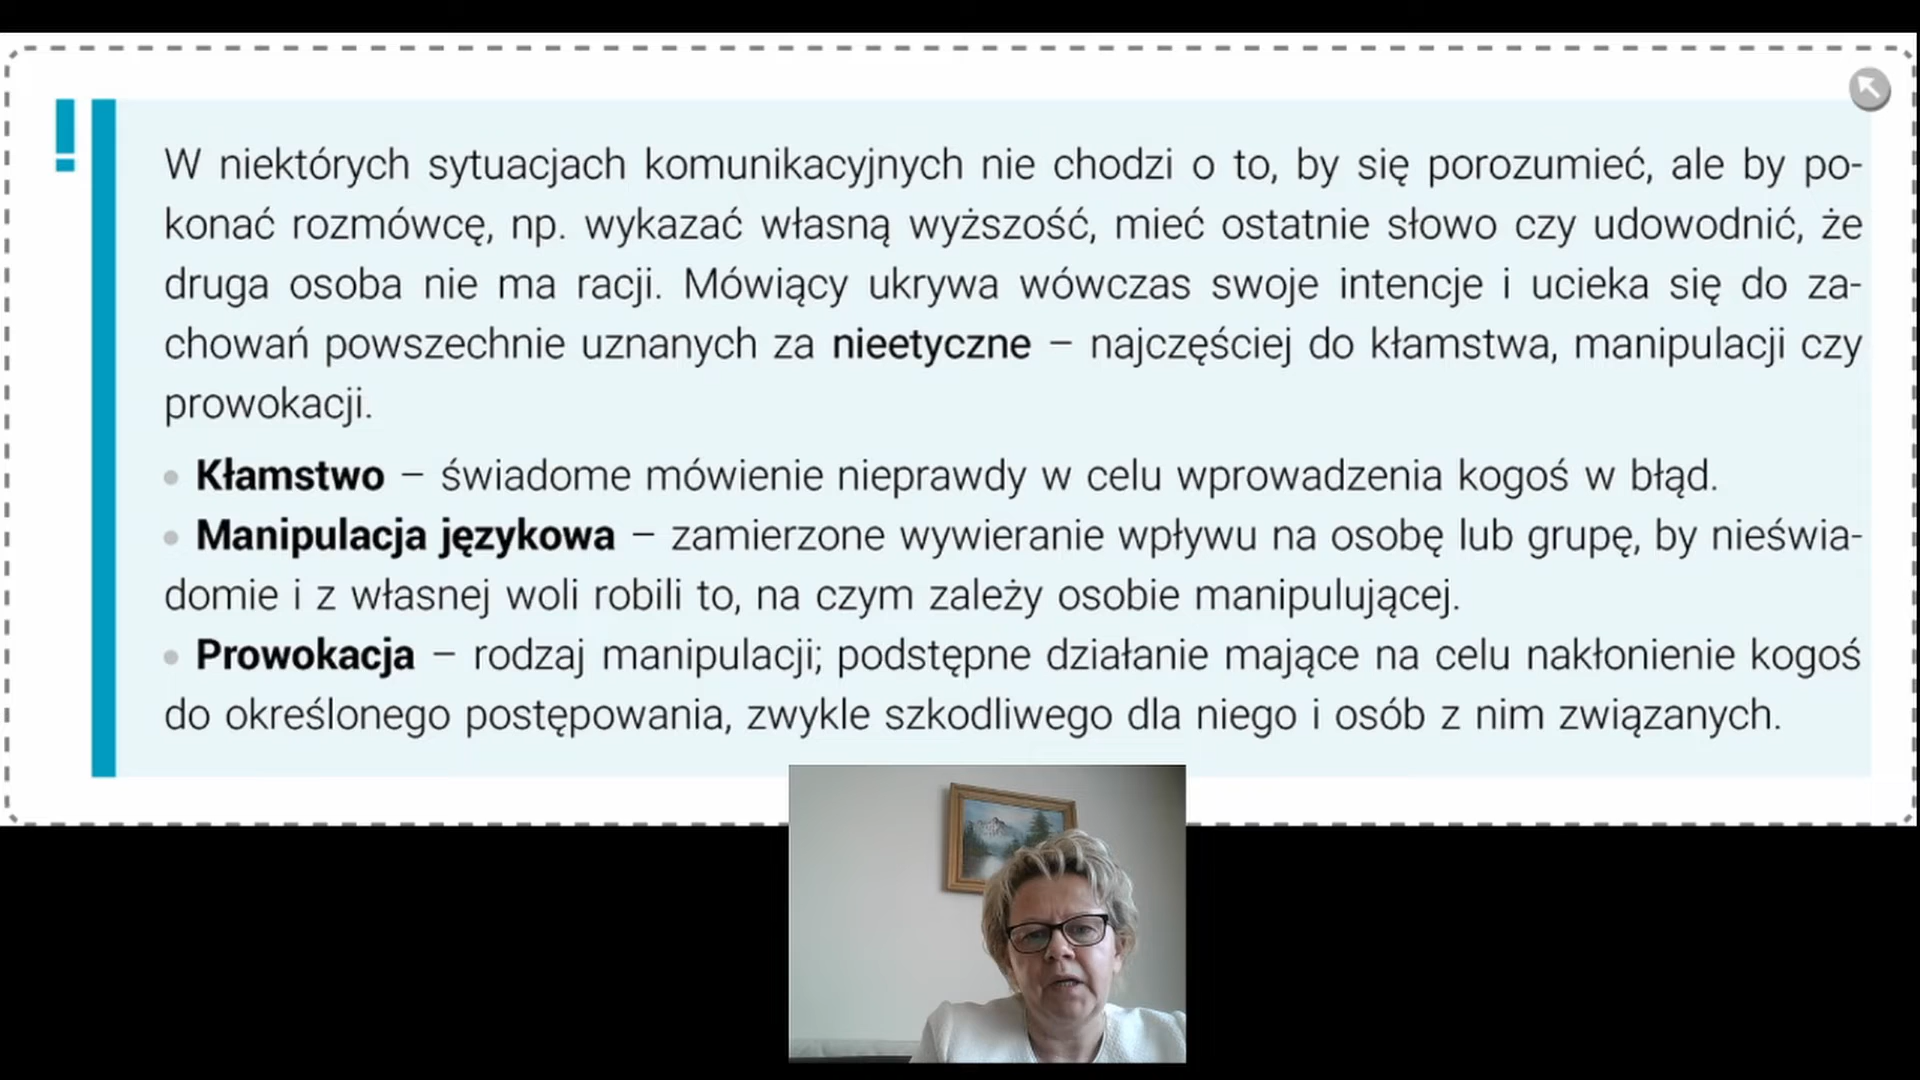 W niektórych sytuacjach komunikacyjnych nie chodzi o to, by się porozumieć, ale by po-
konać rozmówcę, np. wykazać własną wyższość, mieć ostatnie słowo czy udowodnić, że
druga osoba nie ma racji. Mówiący ukrywa wówczas swoje intencje i ucieka się do za-
chowań powszechnie uznanych za nieetyczne – najczęściej do kłamstwa, manipulacji czy
prowokacji.
• Kłamstwo – świadome mówienie nieprawdy w celu wprowadzenia kogoś w błąd.
• Manipulacja językowa – zamierzone wywieranie wpływu na osobę lub grupę, by nieświa-
domie i z własnej woli robili to, na czym zależy osobie manipulującej.
• Prowokacja – rodzaj manipulacji; podstępne działanie mające na celu nakłonienie kogoś
do określonego postępowania, zwykle szkodliwego dla niego i osób z nim związanych.